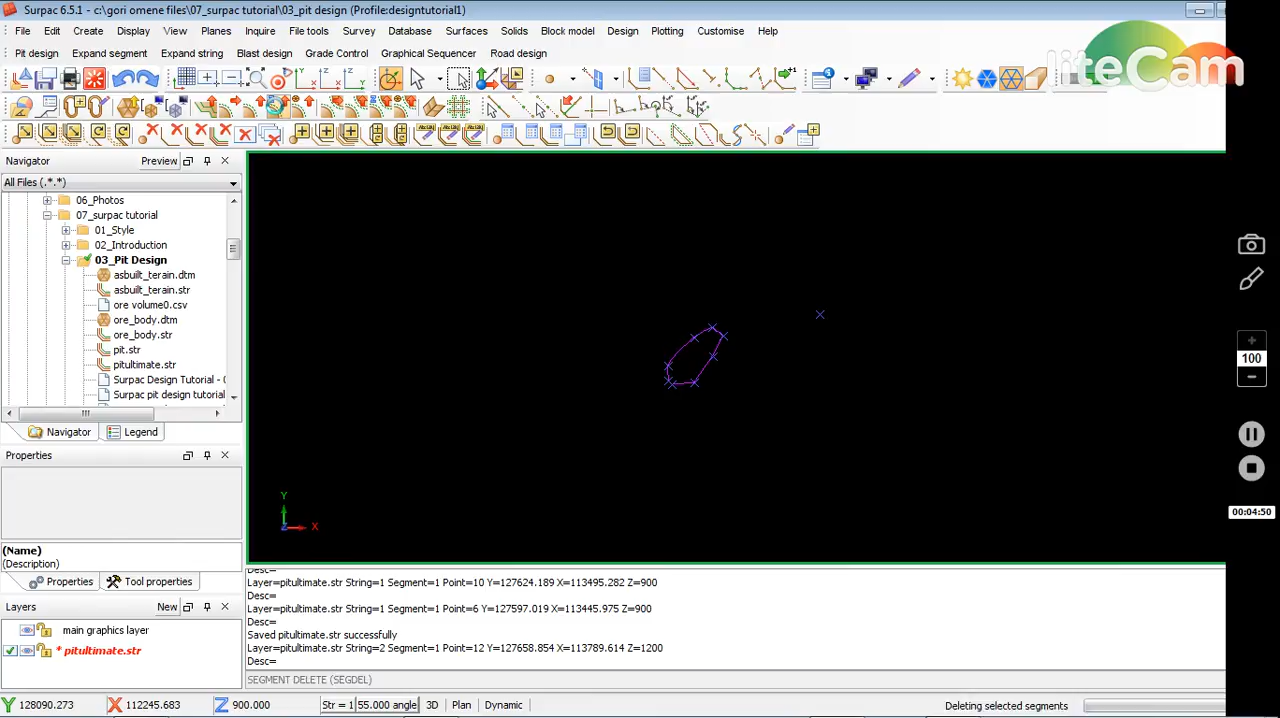 Surpac 6.5.1 - c:\gori omene files\07_surpac tutorial\03_pit design (Profile:designtutorial1)
File Edit Create Display View Planes Inquire File tools Survey Database Surfaces Solids Block model Design Plotting Customise Help
Pit design Expand segment Expand string Blast design Grade Control Graphical Sequencer Road design
liteCam
Navigator Preview
All Files (*.*)
06_Photos
07_surpac tutorial
01_Style
02_Introduction
03_Pit Design
asbuilt_terain.dtm
asbuilt_terain.str
ore volume0.csv
ore_body.dtm
ore_body.str
pit.str
pitultimate.str
Surpac Design Tutorial - 0
Surpac pit design tutorial
Navigator Legend
Properties
(Name)
(Description)
Properties Tool properties
Layers New
main graphics layer
* pitultimate.str
Y
Z X
Desc=
Layer=pitultimate.str String=1 Segment=1 Point=10 Y=127624.189 X=113495.282 Z=900
Desc=
Layer=pitultimate.str String=1 Segment=1 Point=6 Y=127597.019 X=113445.975 Z=900
Desc=
Saved pitultimate.str successfully
Layer=pitultimate.str String=2 Segment=1 Point=12 Y=127658.854 X=113789.614 Z=1200
Desc=
SEGMENT DELETE (SEGDEL)
Y 128090.273 X 112245.683 Z 900.000 Str = 1 55.000 angle 3D Plan Dynamic Deleting selected segments
100
00:04:50